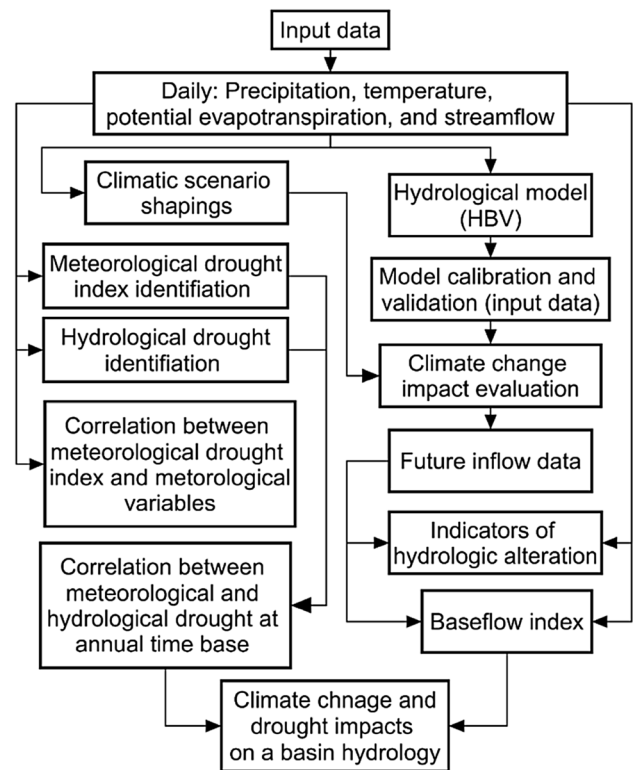 Input data
Daily: Precipitation, temperature,
potential evapotranspiration, and streamflow
Climatic scenario
shapings
Hydrological model
(HBV)
Meteorological drought
index identifiation
Model calibration and
validation (input data)
Hydrological drought
identification
Climate change
impact evaluation
Correlation between
meteorological drought
index and metorological
variables
Future inflow data
Indicators of
hydrologic alteration
Correlation between
meteorological and
hydrological drought at
annual time base
Baseflow index
Climate chnage and
drought impacts
on a basin hydrology